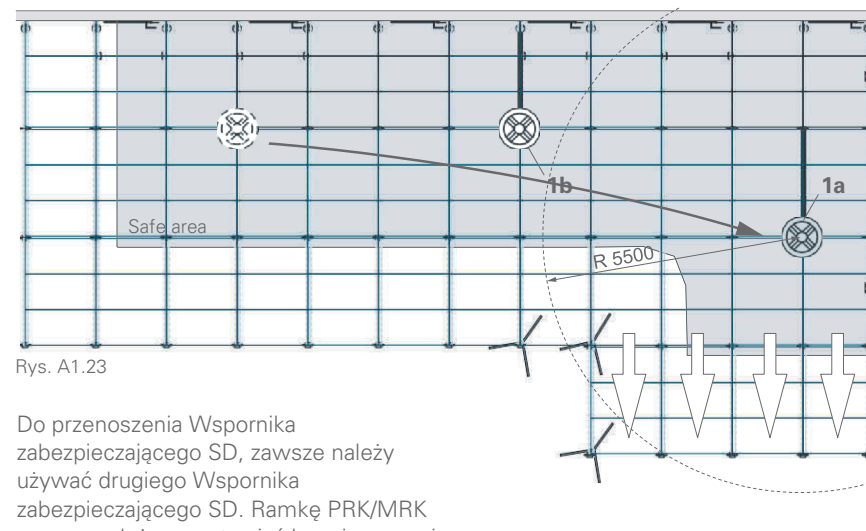 1b
1a
Safe area
R 5500
Rys. A1.23
Do przenoszenia Wspornika
zabezpieczającego SD, zawsze należy
używać drugiego Wspornika
zabezpieczającego SD. Ramkę PRK/MRK